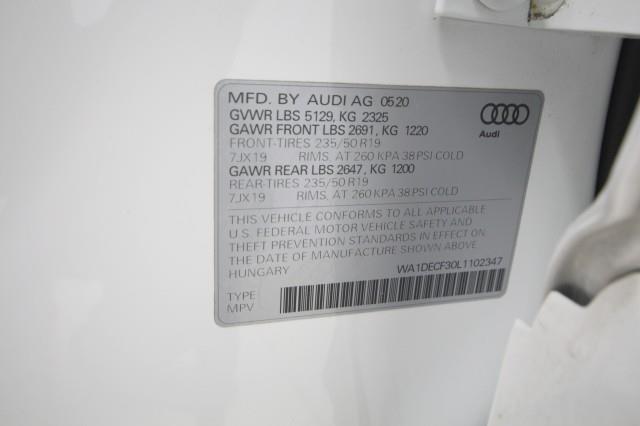 MFD. BY AUDI AG 05 20
GVWR LBS 5129, KG 2325
GAWR FRONT LBS 2691, KG 1220
FRONT-TIRES 235/50 R19
7JX19 RIMS. AT 260 KPA 38 PSI COLD
GAWR REAR LBS 2647, KG 1200
REAR-TIRES 235/50 R19
7JX19 RIMS. AT 260 KPA 38 PSI COLD
Audi
THIS VEHICLE CONFORMS TO ALL APPLICABLE
U.S. FEDERAL MOTOR VEHICLE SAFETY AND
THEFT PREVENTION STANDARDS IN EFFECT ON
THE DATE OF MANUFACTURE SHOWN ABOVE.
HUNGARY WA1DECF30L1102347
TYPE
MPV